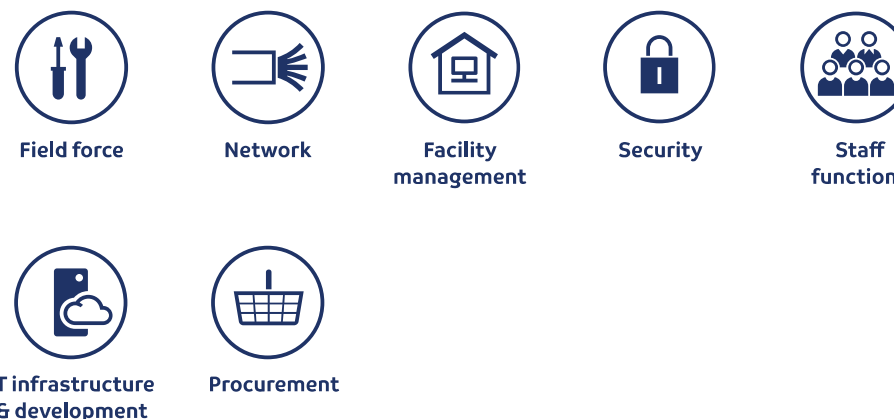 Field force
Network
Facility
management
Security
Staff
function
T infrastructure
& development
Procurement